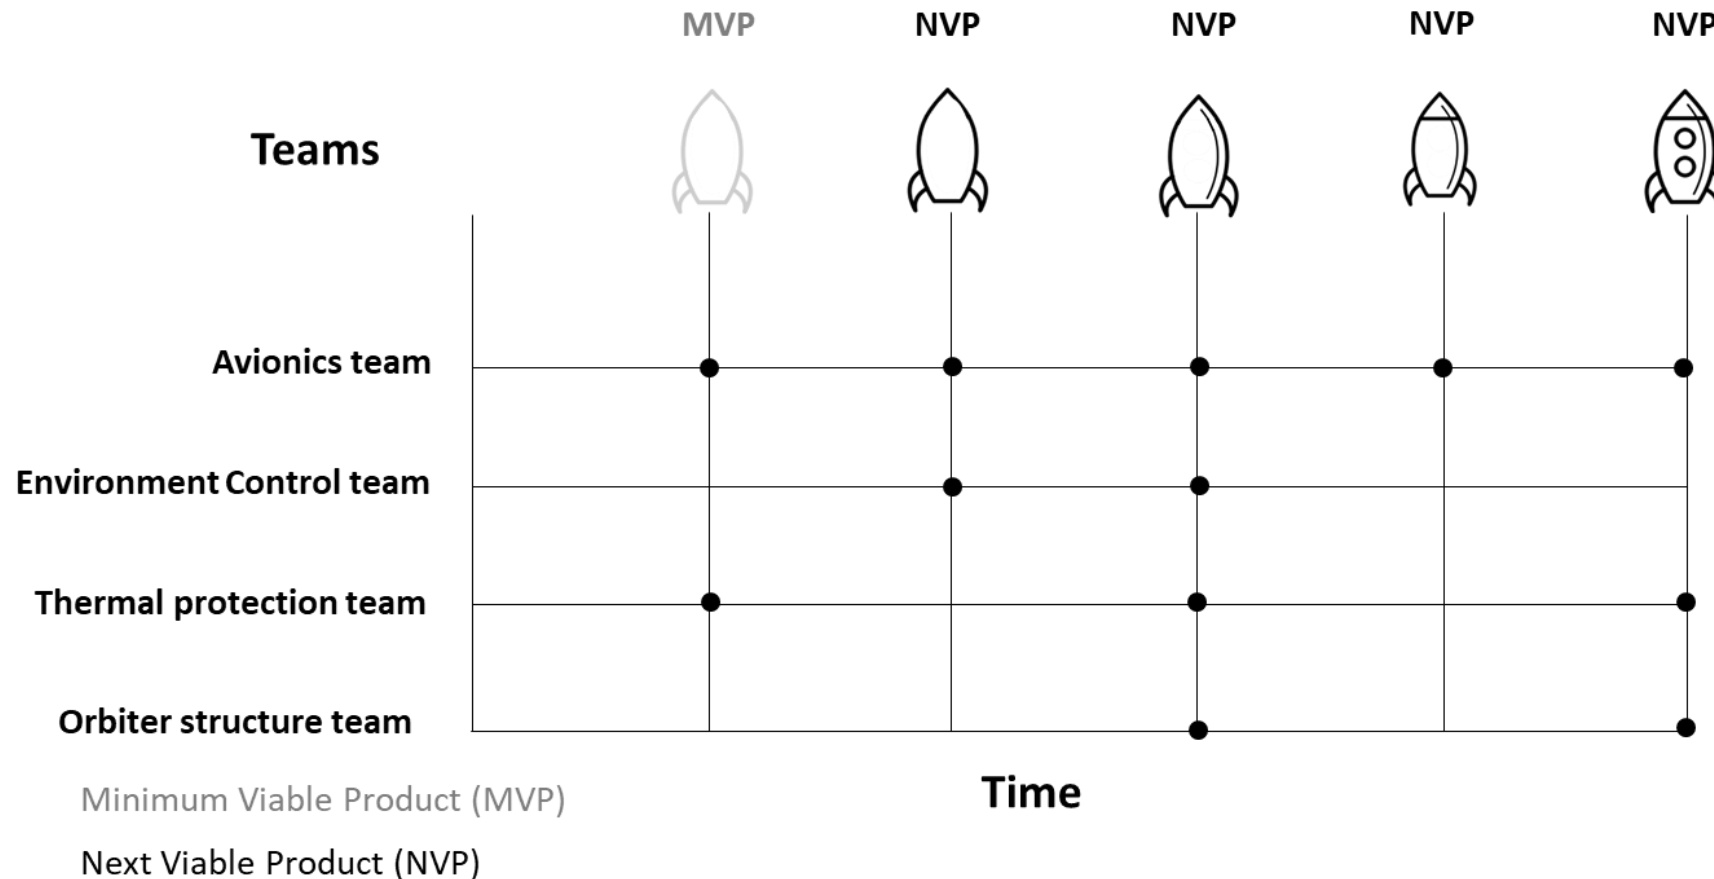 MVP NVP NVP NVP NVP
Teams
Avionics team
Environment Control team
Thermal protection team
Orbiter structure team
Time
Minimum Viable Product (MVP)
Next Viable Product (NVP)